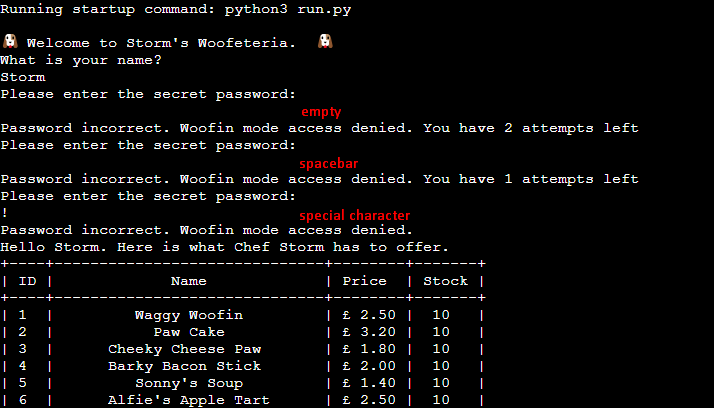 Running startup command: python3 run.py
🐶 Welcome to Storm's Woofeteria. 🐶
What is your name?
Storm
Please enter the secret password:
empty
Password incorrect. Woofin mode access denied. You have 2 attempts left
Please enter the secret password:
spacebar
Password incorrect. Woofin mode access denied. You have 1 attempts left
Please enter the secret password:
! special character
Password incorrect. Woofin mode access denied.
Hello Storm. Here is what Chef Storm has to offer.
+----+-------------------------------+--------+-------+
| ID | Name | Price | Stock |
+----+-------------------------------+--------+-------+
| 1 | Waggy Woofin | £ 2.50 | 10 |
| 2 | Paw Cake | £ 3.20 | 10 |
| 3 | Cheeky Cheese Paw | £ 1.80 | 10 |
| 4 | Barky Bacon Stick | £ 2.00 | 10 |
| 5 | Sonny's Soup | £ 1.40 | 10 |
| 6 | Alfie's Apple Tart | £ 2.50 | 10 |